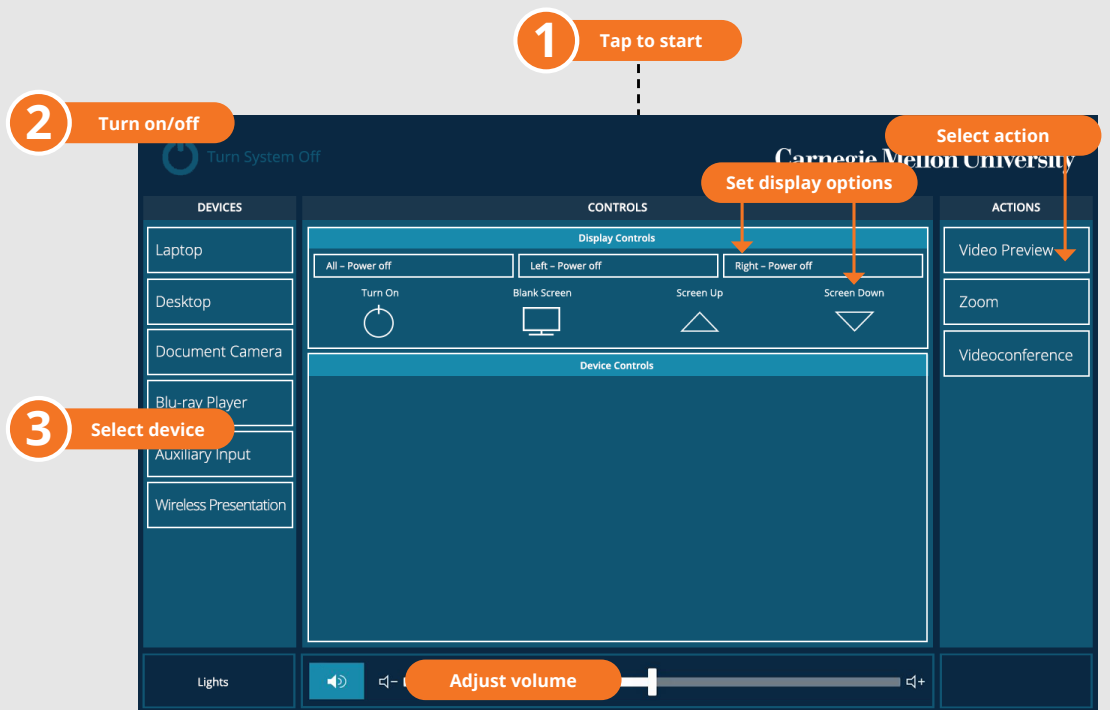 1 Tap to start
2 Turn on/off
Select action
Turn System Off
Carnegie Mellon University
Set display options
DEVICES
CONTROLS
ACTIONS
Laptop
Desktop
Document Camera
Blu-ray Player
3 Select device
Auxiliary Input
Wireless Presentation
Display Controls
All – Power off
Left – Power off
Right – Power off
Turn On
Blank Screen
Screen Up
Screen Down
Device Controls
Video Preview
Zoom
Videoconference
Lights
–
Adjust volume
+